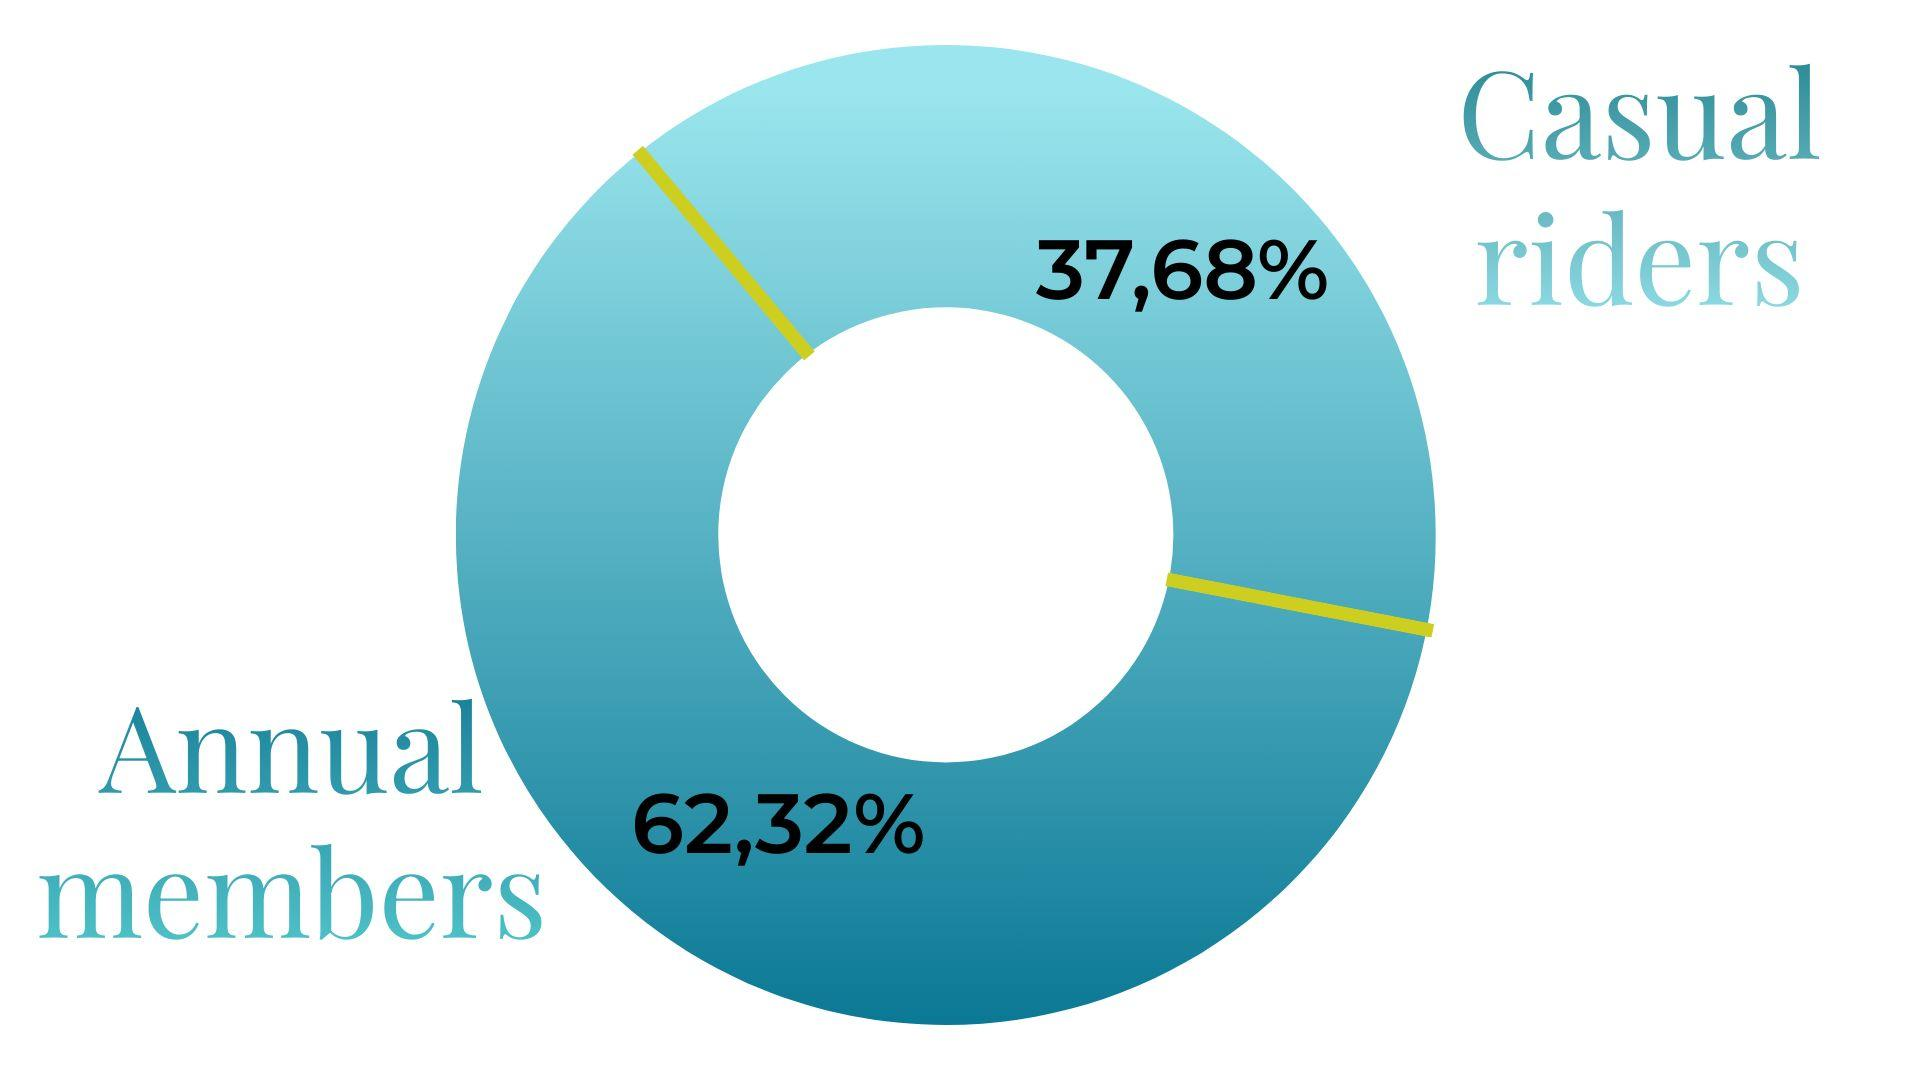 Casual
riders
37,68%
Annual
members
62,32%